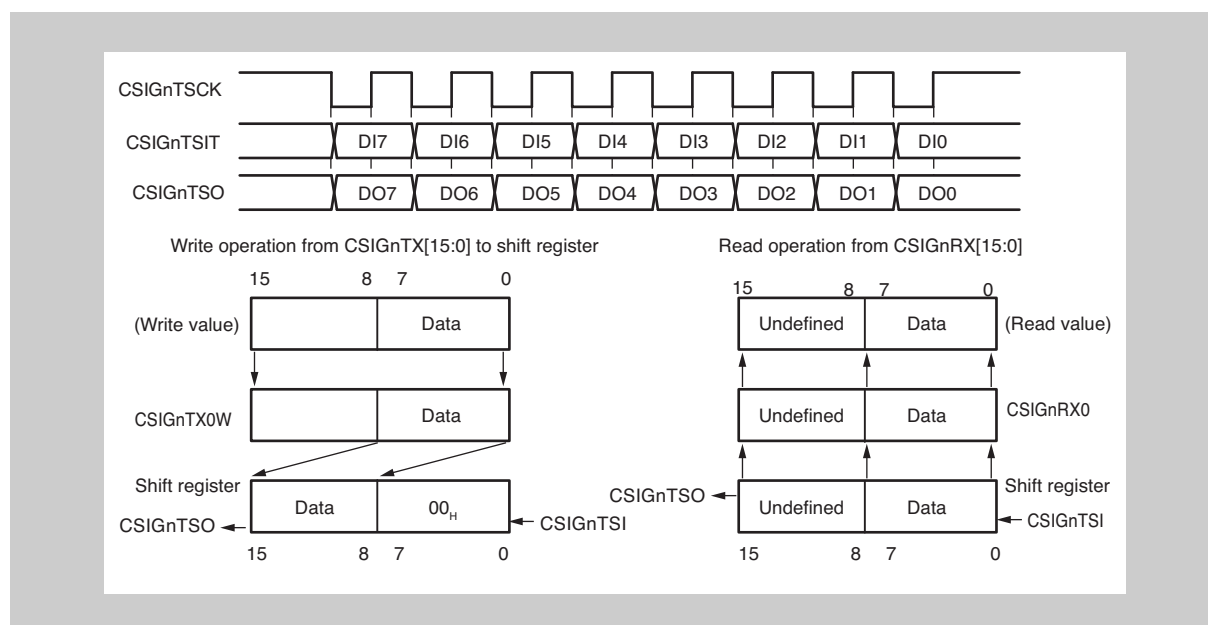 CSIGnTSCK
CSIGnTSIT DI7 DI6 DI5 DI4 DI3 DI2 DI1 DI0
CSIGnTSO DO7 DO6 DO5 DO4 DO3 DO2 DO1 DO0
Write operation from CSIGnTX[15:0] to shift register
15 8 7 0
(Write value) Data
CSIGnTX0W Data
Shift register
Data 00H
CSIGnTSO CSIGnTSI
15 8 7 0
Read operation from CSIGnRX[15:0]
15 8 7 0
Undefined Data (Read value)
Undefined Data CSIGnRX0
CSIGnTSO Undefined Data Shift register
CSIGnTSI
15 8 7 0